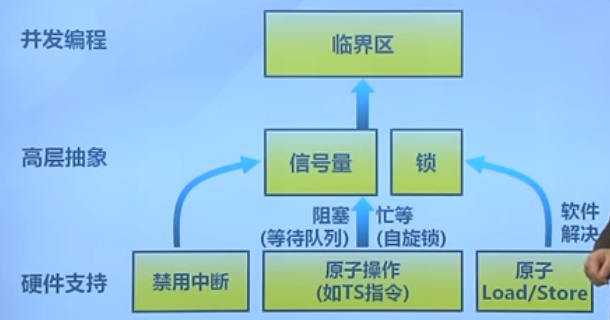 并发编程
临界区
高层抽象
信号量
锁
阻塞
(等待队列)
忙等
(自旋锁)
软件
解决
硬件支持
禁用中断
原子操作
(如TS指令)
原子
Load/Store